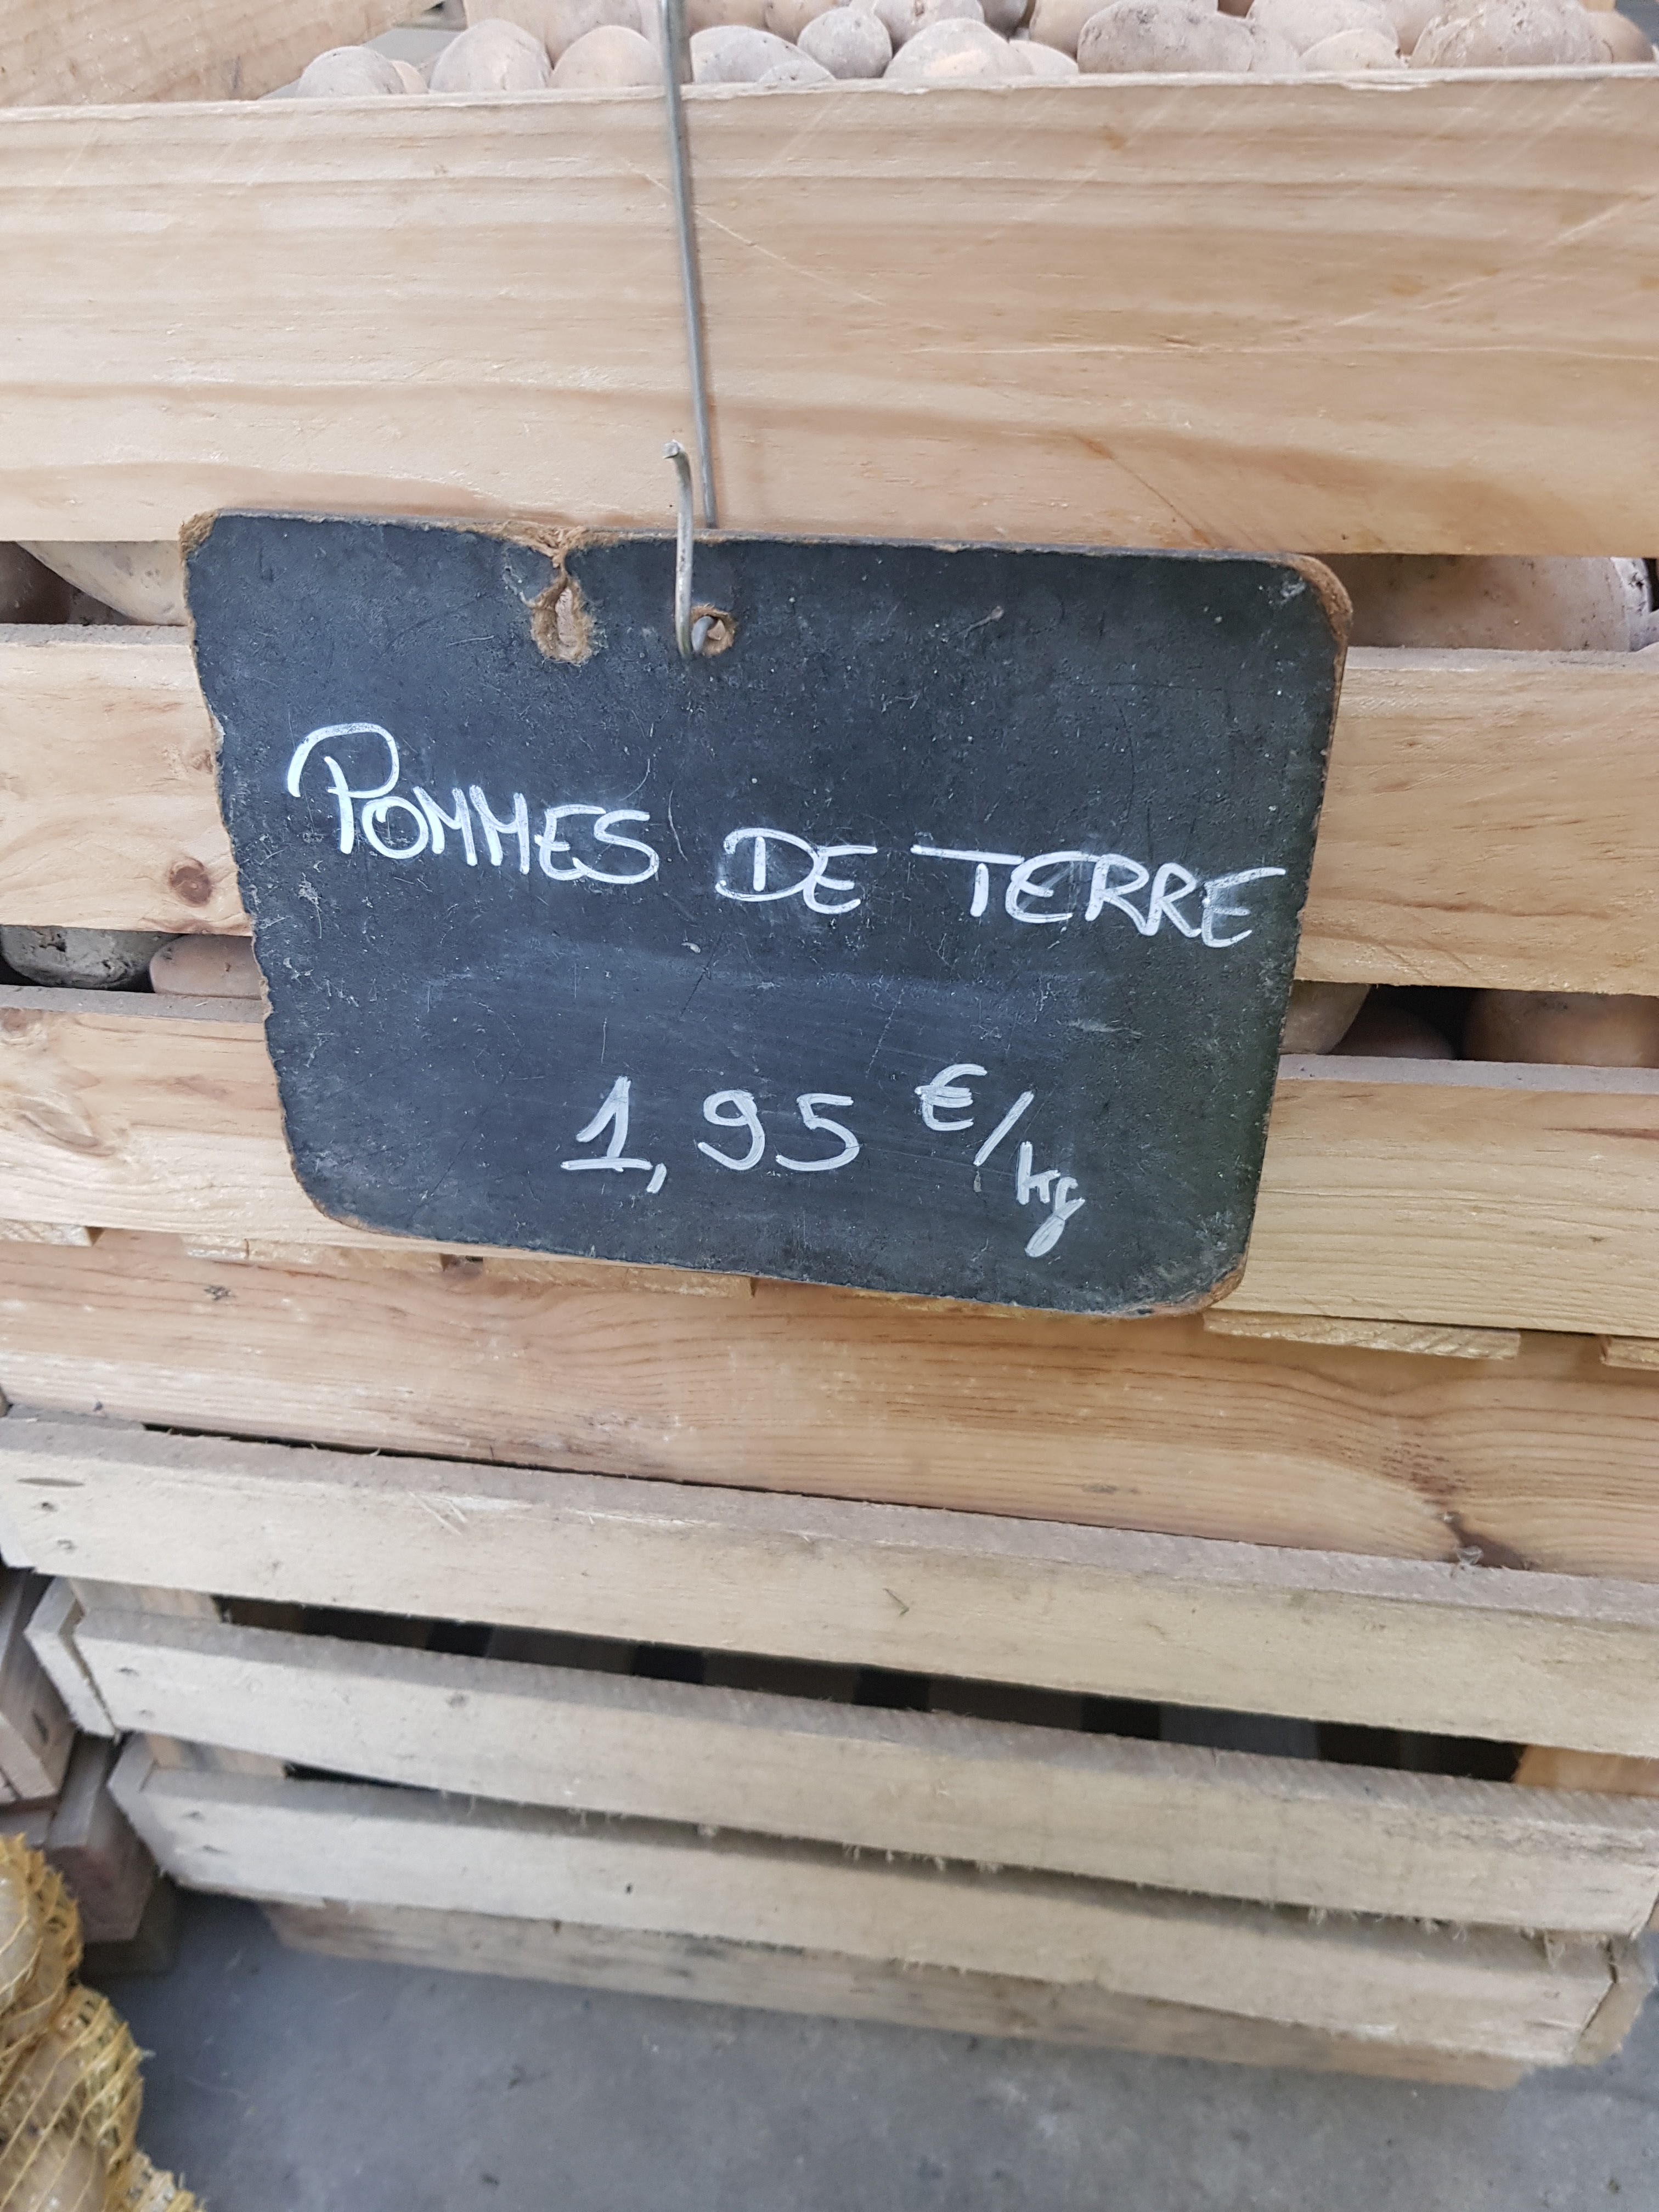 POMMES DE TERRE
1,95 €/kg